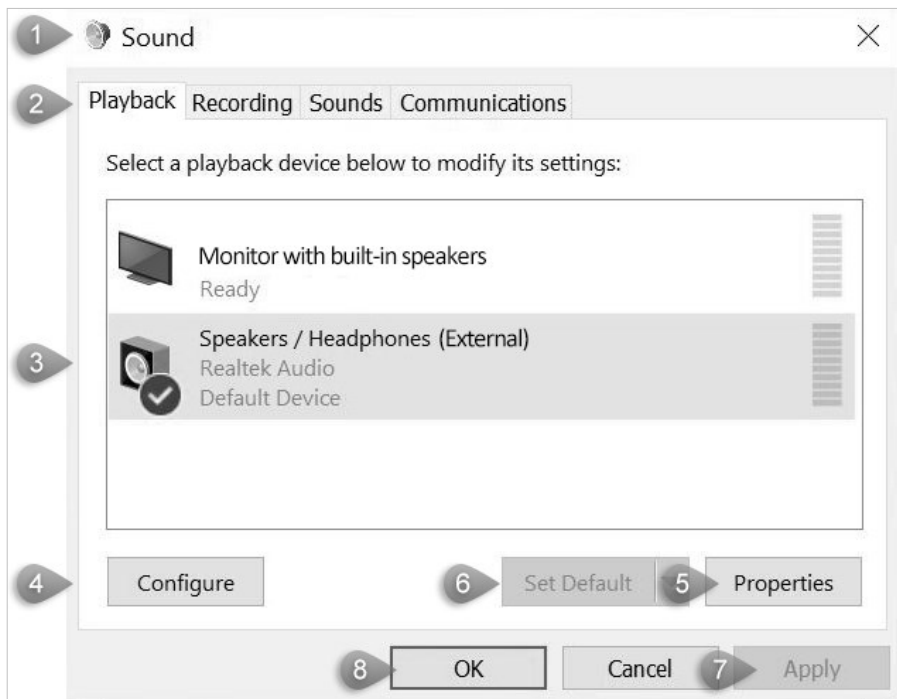 1 Sound
2 Playback Recording Sounds Communications
Select a playback device below to modify its settings:
Monitor with built-in speakers
Ready
Speakers / Headphones (External)
3 Realtek Audio
Default Device
4 Configure 6 Set Default 5 Properties
8 OK Cancel 7 Apply